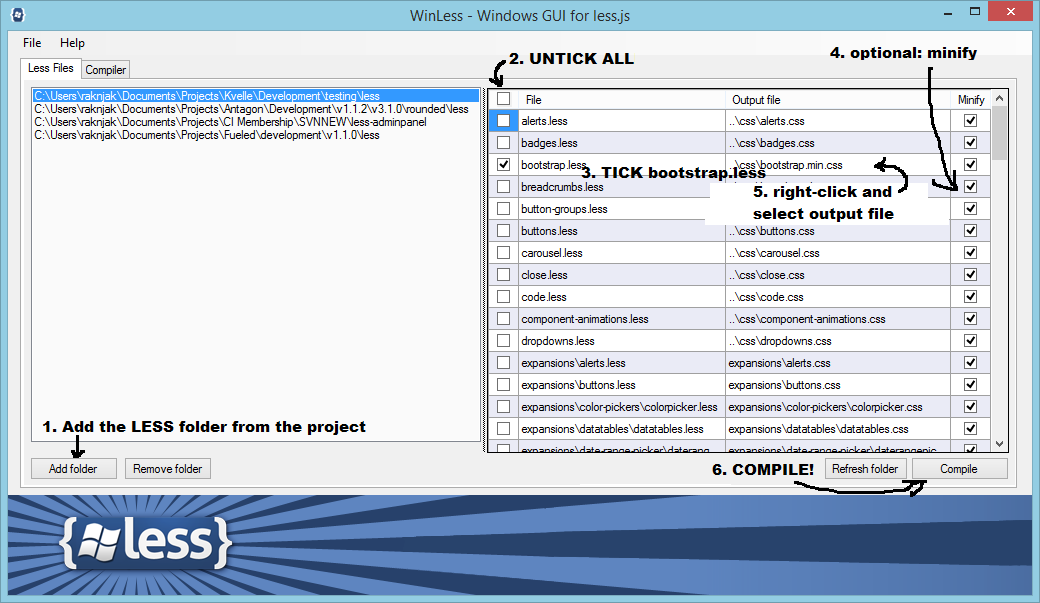 WinLess - Windows GUI for less.js
File Help
Less Files Compiler
2. UNTICK ALL
4. optional: minify
C:\Users\raknjak\Documents\Projects\Kvelle\Development\testing\less
C:\Users\raknjak\Documents\Projects\Antagon\Development\v1.1.2\v3.1.0\rounded\less
C:\Users\raknjak\Documents\Projects\CI Membership\SVNNEW\less-adminpanel
C:\Users\raknjak\Documents\Projects\Fueled\development\v1.1.0\less
File Output file Minify
alerts.less ..\css\alerts.css
badges.less ..\css\badges.css
bootstrap.less ..\css\bootstrap.min.css
3. TICK bootstrap.less
breadcrumbs.less
5. right-click and
select output file
button-groups.less
buttons.less ..\css\buttons.css
carousel.less ..\css\carousel.css
close.less ..\css\close.css
code.less ..\css\code.css
component-animations.less ..\css\component-animations.css
dropdowns.less ..\css\dropdowns.css
expansions\alerts.less expansions\alerts.css
expansions\buttons.less expansions\buttons.css
expansions\color-pickers\colorpicker.less expansions\color-pickers\colorpicker.css
expansions\datatables\datatables.less expansions\datatables\datatables.css
expansions\date-range-picker\daterang expansions\date-range-picker\daterangepic
1. Add the LESS folder from the project
Add folder Remove folder
6. COMPILE!
Refresh folder Compile
{less}